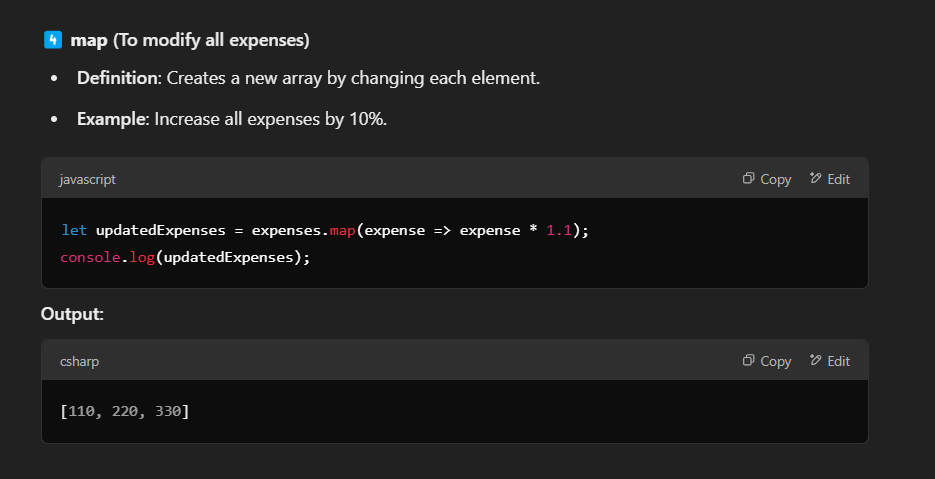 4 map (To modify all expenses)
• Definition: Creates a new array by changing each element.
• Example: Increase all expenses by 10%.
javascript Copy Edit
let updatedExpenses = expenses.map(expense => expense * 1.1);
console.log(updatedExpenses);
Output:
csharp Copy Edit
[110, 220, 330]